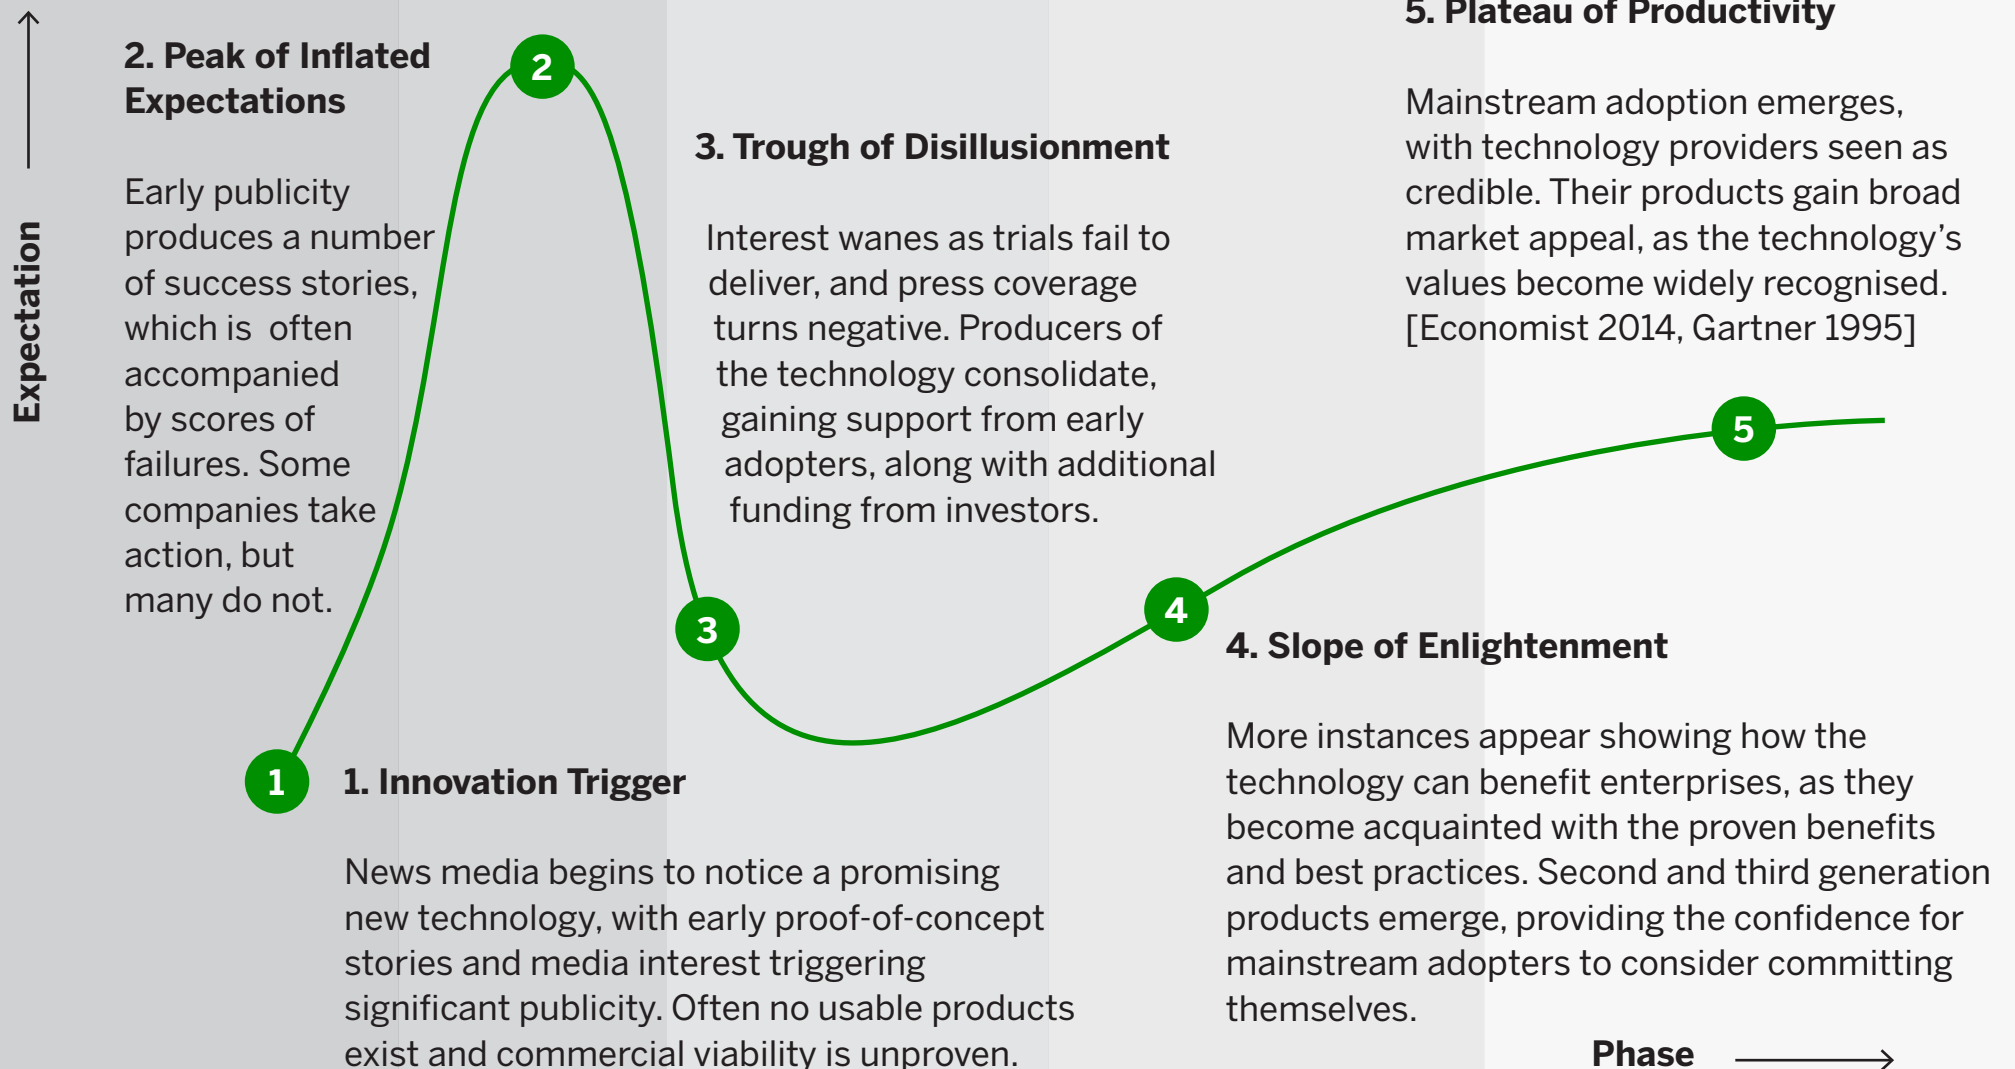 Expectation
2. Peak of Inflated
Expectations
Early publicity
produces a number
of success stories,
which is  often
accompanied
by scores of
failures. Some
companies take
action, but
many do not.
2
3. Trough of Disillusionment
Interest wanes as trials fail to
deliver, and press coverage
turns negative. Producers of
the technology consolidate,
gaining support from early
adopters, along with additional
funding from investors.
5. Plateau of Productivity
Mainstream adoption emerges,
with technology providers seen as
credible. Their products gain broad
market appeal, as the technology’s
values become widely recognised.
[Economist 2014, Gartner 1995]
5
3
4
4. Slope of Enlightenment
More instances appear showing how the
technology can benefit enterprises, as they
become acquainted with the proven benefits
and best practices. Second and third generation
products emerge, providing the confidence for
mainstream adopters to consider committing
themselves.
1
1. Innovation Trigger
News media begins to notice a promising
new technology, with early proof-of-concept
stories and media interest triggering
significant publicity. Often no usable products
exist and commercial viability is unproven.
Phase